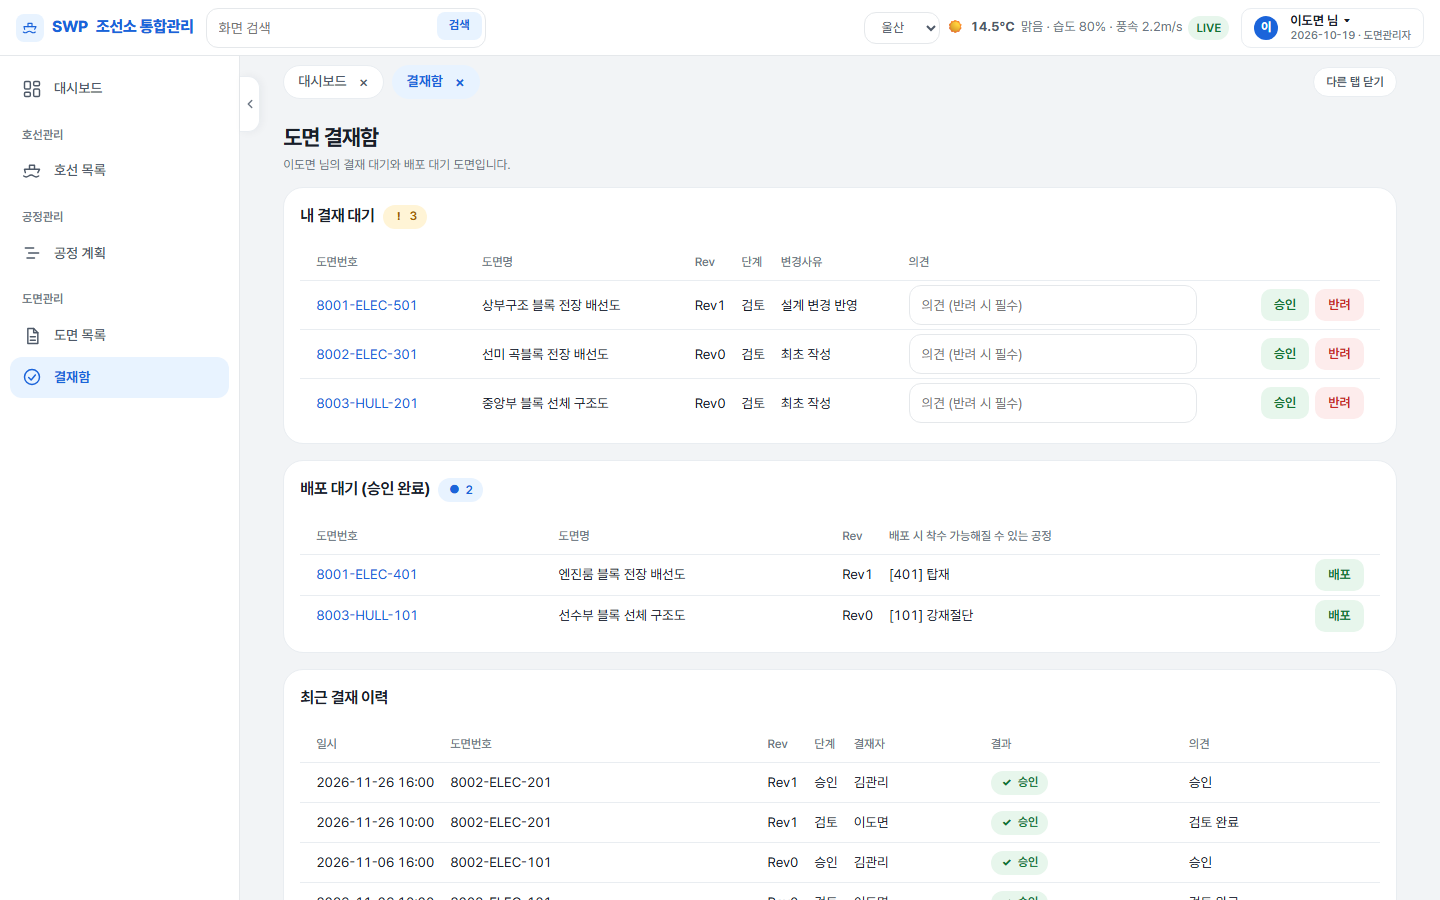 SWP 조선소 통합관리
화면 검색
검색
울산
14.5°C 맑음 · 습도 80% · 풍속 2.2m/s
LIVE
이
이도면 님
2026-10-19 · 도면관리자
대시보드
호선관리
호선 목록
공정관리
공정 계획
도면관리
도면 목록
결재함
대시보드 ×
결재함 ×
다른 탭 닫기
도면 결재함
이도면 님의 결재 대기와 배포 대기 도면입니다.
내 결재 대기 ! 3
도면번호 도면명 Rev 단계 변경사유 의견
8001-ELEC-501 상부구조 블록 전장 배선도 Rev1 검토 설계 변경 반영 의견 (반려 시 필수) 승인 반려
8002-ELEC-301 선미 곡블록 전장 배선도 Rev0 검토 최초 작성 의견 (반려 시 필수) 승인 반려
8003-HULL-201 중앙부 블록 선체 구조도 Rev0 검토 최초 작성 의견 (반려 시 필수) 승인 반려
배포 대기 (승인 완료) 2
도면번호 도면명 Rev 배포 시 착수 가능해질 수 있는 공정
8001-ELEC-401 엔진룸 블록 전장 배선도 Rev1 [401] 탑재 배포
8003-HULL-101 선수부 블록 선체 구조도 Rev0 [101] 강재절단 배포
최근 결재 이력
일시 도면번호 Rev 단계 결재자 결과 의견
2026-11-26 16:00 8002-ELEC-201 Rev1 승인 김관리 ✓ 승인 승인
2026-11-26 10:00 8002-ELEC-201 Rev1 검토 이도면 ✓ 승인 검토 완료
2026-11-06 16:00 8002-ELEC-101 Rev0 승인 김관리 ✓ 승인 승인